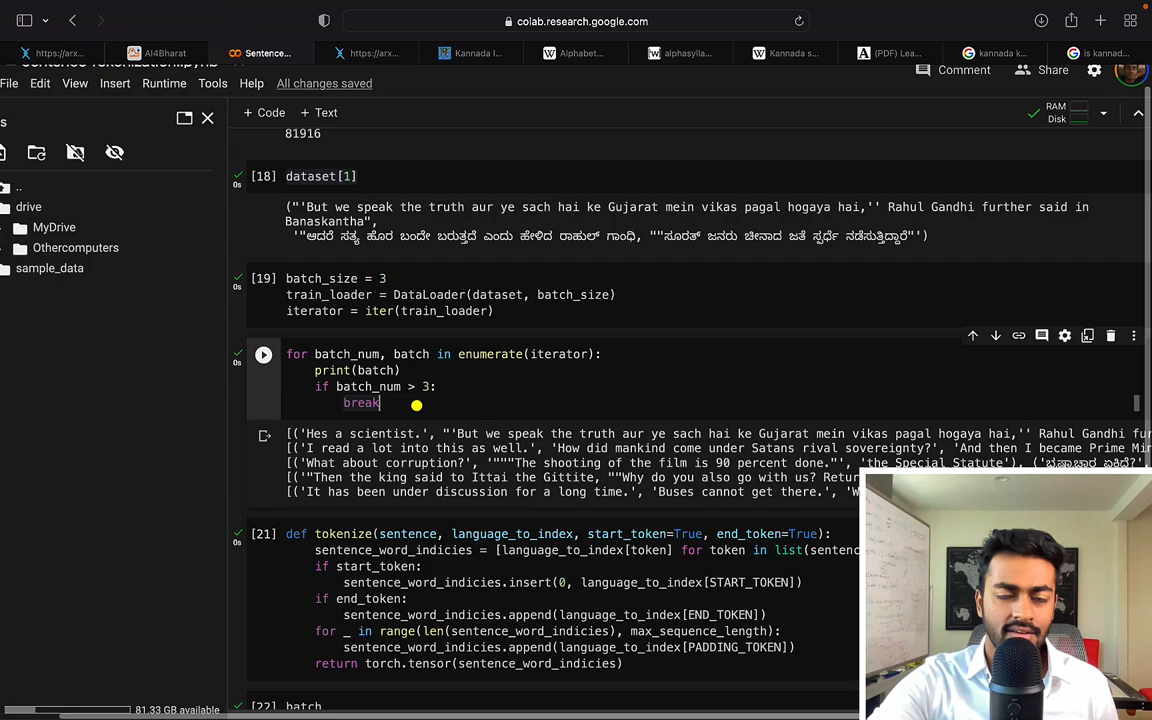 colab.research.google.com
https://arx...
AI4Bharat
Sentence...
https://arx...
Kannada l...
Alphabet...
alphasylla...
Kannada s...
(PDF) Lea...
kannada k...
is kannad...
File Edit View Insert Runtime Tools Help All changes saved
Comment Share
+ Code + Text
RAM
Disk
81916
[18] dataset[1]
("'But we speak the truth aur ye sach hai ke Gujarat mein vikas pagal hogaya hai,'' Rahul Gandhi further said in
Banaskantha",
'"ಆದರೆ ಸತ್ಯ ಹೊರ ಬಂದೇ ಬರುತ್ತದೆ ಎಂದು ಹೇಳಿದ ರಾಹುಲ್ ಗಾಂಧಿ, ""ಸೂರತ್ ಜನರು ಚೀನಾದ ಜತೆ ಸ್ಪರ್ಧೆ ನಡೆಸುತ್ತಿದ್ದಾರೆ"')
[19] batch_size = 3
train_loader = DataLoader(dataset, batch_size)
iterator = iter(train_loader)
for batch_num, batch in enumerate(iterator):
print(batch)
if batch_num > 3:
break
[('Hes a scientist.', "'But we speak the truth aur ye sach hai ke Gujarat mein vikas pagal hogaya hai,'' Rahul Gandhi fur
[('I read a lot into this as well.', 'How did mankind come under Satans rival sovereignty?', 'And then I became Prime Mi
[('What about corruption?', '"""The shooting of the film is 90 percent done."', 'the Special Statute'), ('ಭ್ರಷ್ಟಾಚಾರ ಏಕಿದೆ?'
[('"Then the king said to Ittai the Gittite, ""Why do you also go with us? Retur
[('It has been under discussion for a long time.', 'Buses cannot get there.', 'W
[21] def tokenize(sentence, language_to_index, start_token=True, end_token=True):
sentence_word_indicies = [language_to_index[token] for token in list(sentenc
if start_token:
sentence_word_indicies.insert(0, language_to_index[START_TOKEN])
if end_token:
sentence_word_indicies.append(language_to_index[END_TOKEN])
for _ in range(len(sentence_word_indicies), max_sequence_length):
sentence_word_indicies.append(language_to_index[PADDING_TOKEN])
return torch.tensor(sentence_word_indicies)
[22] batch
..
drive
MyDrive
Othercomputers
sample_data
81.33 GB available